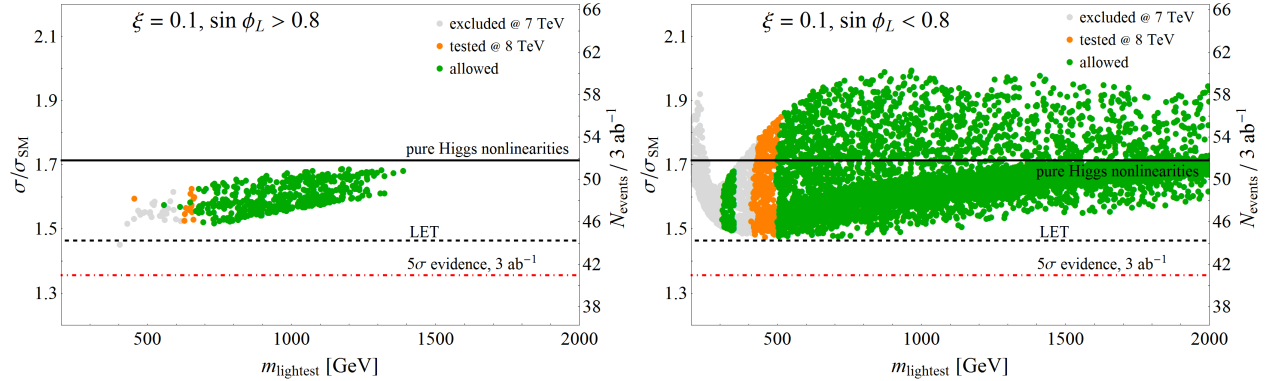 ξ = 0.1, sin ϕ_L > 0.8
excluded @ 7 TeV
tested @ 8 TeV
allowed
pure Higgs nonlinearities
LET
5σ evidence, 3 ab⁻¹
σ/σ_SM
2.1
1.9
1.7
1.5
1.3
N_events / 3 ab⁻¹
66
62
58
54
50
46
42
38
500
1000
1500
2000
m_lightest [GeV]
ξ = 0.1, sin ϕ_L < 0.8
excluded @ 7 TeV
tested @ 8 TeV
allowed
pure Higgs nonlinearities
LET
5σ evidence, 3 ab⁻¹
σ/σ_SM
2.1
1.9
1.7
1.5
1.3
N_events / 3 ab⁻¹
66
62
58
54
50
46
42
38
500
1000
1500
2000
m_lightest [GeV]